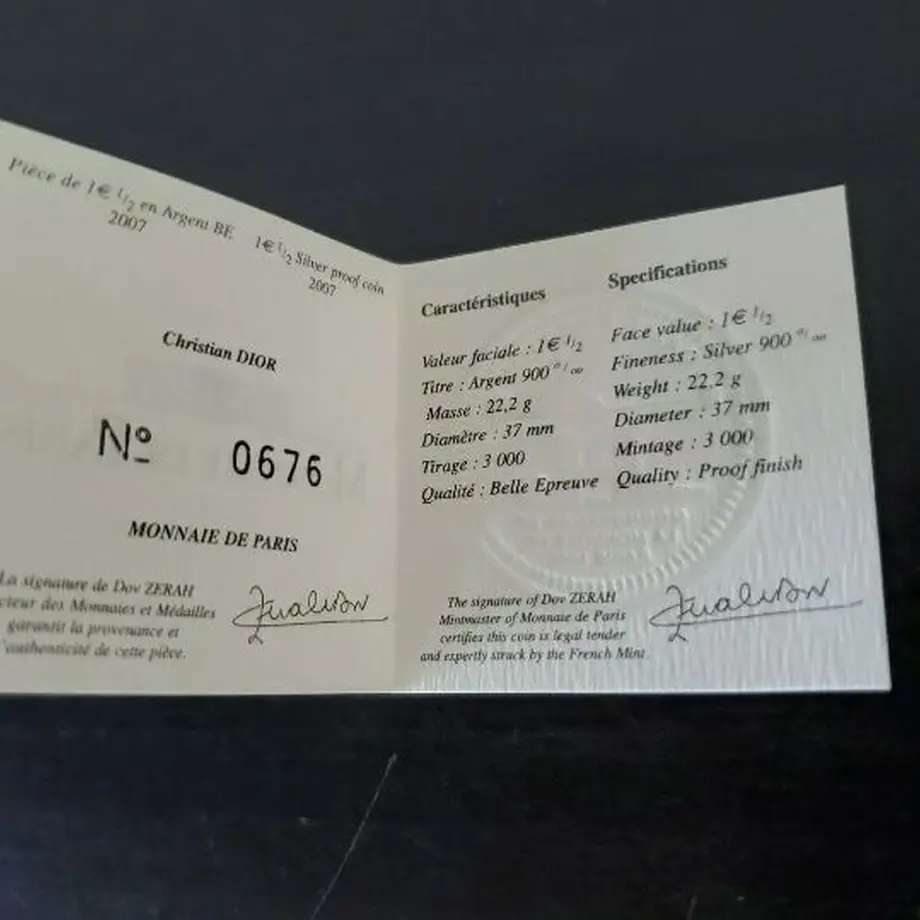 Pièce de 1€ 1/2 en Argent BE
2007
1€ 1/2 Silver proof coin
2007
Christian DIOR
Nº 0676
MONNAIE DE PARIS
La signature de Dov ZERAH
cteur des Monnaies et Médailles
garantit la provenance et
l'authenticité de cette pièce.
Caractéristiques
Valeur faciale : 1€ 1/2
Titre : Argent 900 °/°°
Masse : 22,2 g
Diamètre : 37 mm
Tirage : 3 000
Qualité : Belle Epreuve
Specifications
Face value : 1€ 1/2
Fineness : Silver 900 °/°°
Weight : 22,2 g
Diameter : 37 mm
Mintage : 3 000
Quality : Proof finish
The signature of Dov ZERAH
Mintmaster of Monnaie de Paris
certifies this coin is legal tender
and expertly struck by the French Mint.